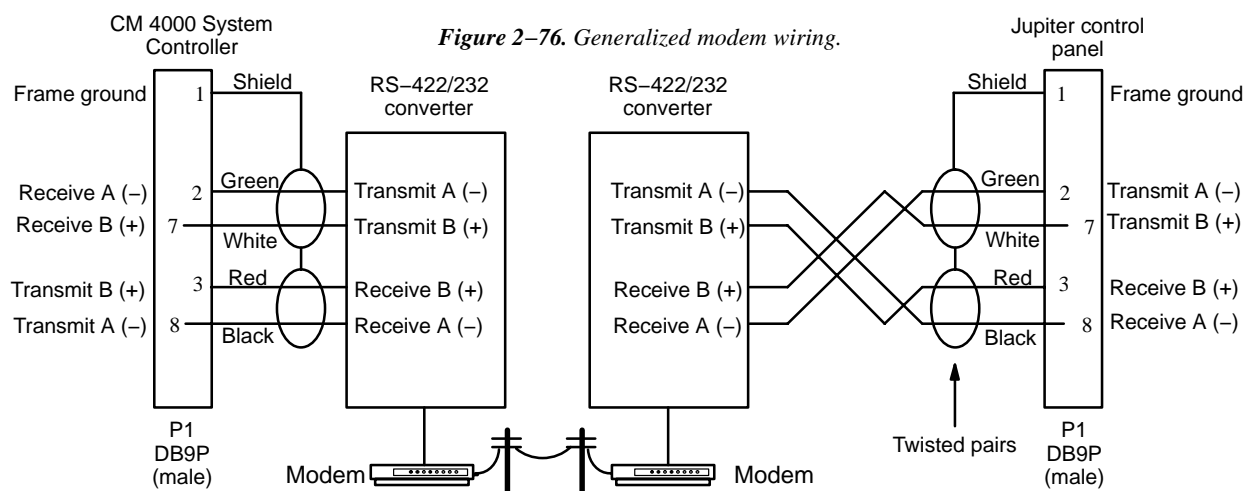 Figure 2–76. Generalized modem wiring.
CM 4000 System
Controller
Frame ground
1
Shield
Receive A (–)
2
Green
Receive B (+)
7
White
Transmit B (+)
3
Red
Transmit A (–)
8
Black
P1
DB9P
(male)
RS–422/232
converter
Transmit A (–)
Transmit B (+)
Receive B (+)
Receive A (–)
Modem
RS–422/232
converter
Transmit A (–)
Transmit B (+)
Receive B (+)
Receive A (–)
Modem
Jupiter control
panel
Shield
1
Frame ground
Green
2
Transmit A (–)
White
7
Transmit B (+)
Red
3
Receive B (+)
Black
8
Receive A (–)
Twisted pairs
P1
DB9P
(male)